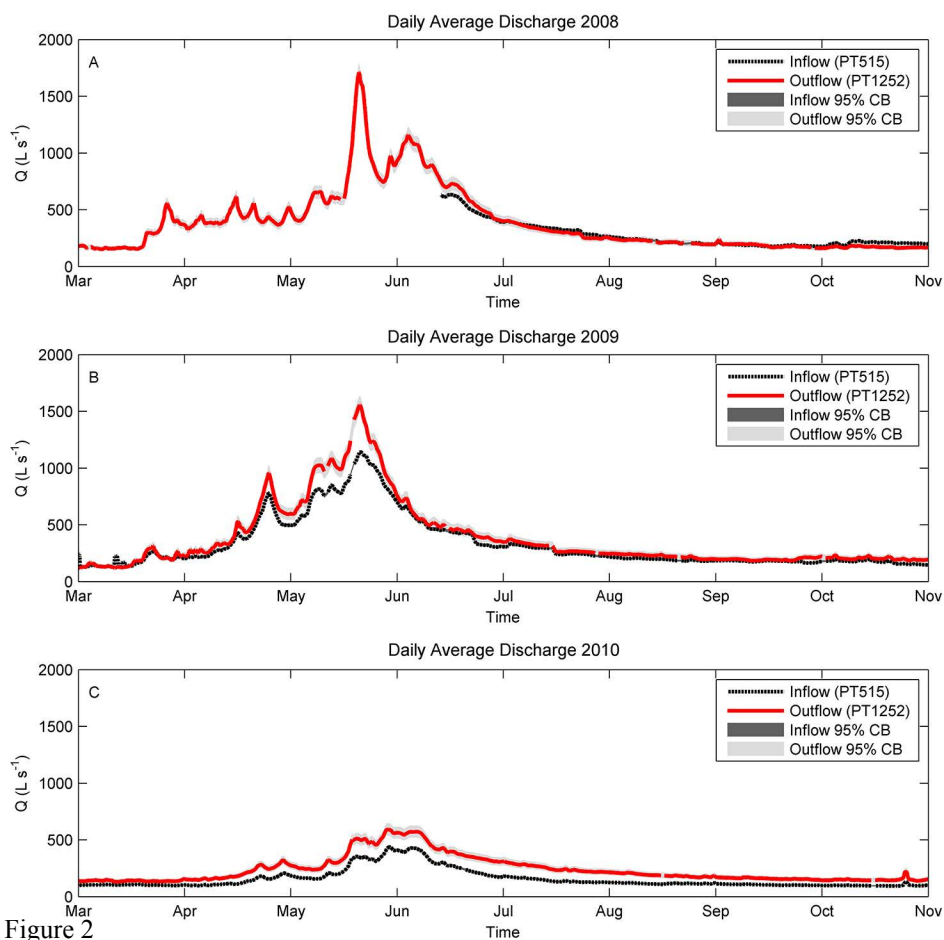 Daily Average Discharge 2008
2000
A
Inflow (PT515)
Outflow (PT1252)
Inflow 95% CB
Outflow 95% CB
1500
Q (L s⁻¹)
1000
500
0
Mar Apr May Jun Jul Aug Sep Oct Nov
Time
Daily Average Discharge 2009
2000
B
Inflow (PT515)
Outflow (PT1252)
Inflow 95% CB
Outflow 95% CB
1500
Q (L s⁻¹)
1000
500
0
Mar Apr May Jun Jul Aug Sep Oct Nov
Time
Daily Average Discharge 2010
2000
C
Inflow (PT515)
Outflow (PT1252)
Inflow 95% CB
Outflow 95% CB
1500
Q (L s⁻¹)
1000
500
0
Mar Apr May Jun Jul Aug Sep Oct Nov
Time
Figure 2